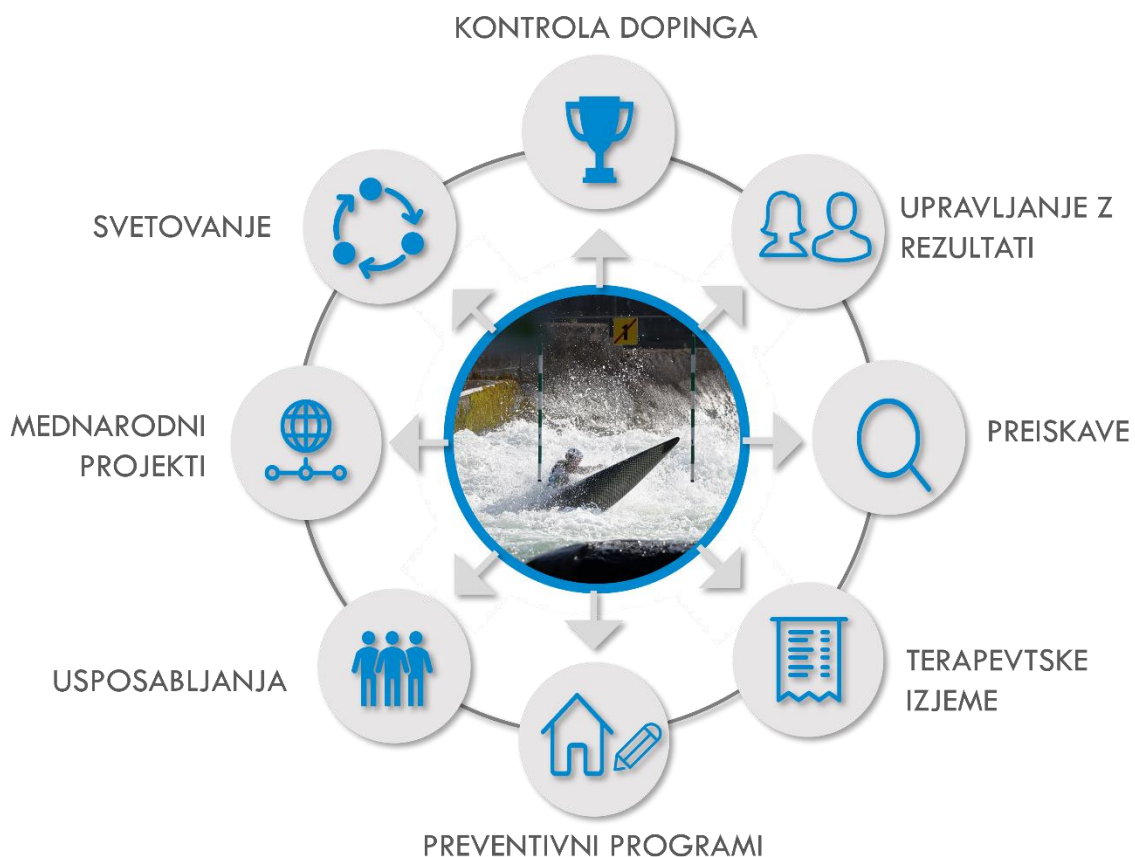 KONTROLA DOPINGA
UPRAVLJANJE Z
REZULTATI
PREISKAVE
TERAPEVTSKE
IZJEME
PREVENTIVNI PROGRAMI
USPOSABLJANJA
MEDNARODNI
PROJEKTI
SVETOVANJE